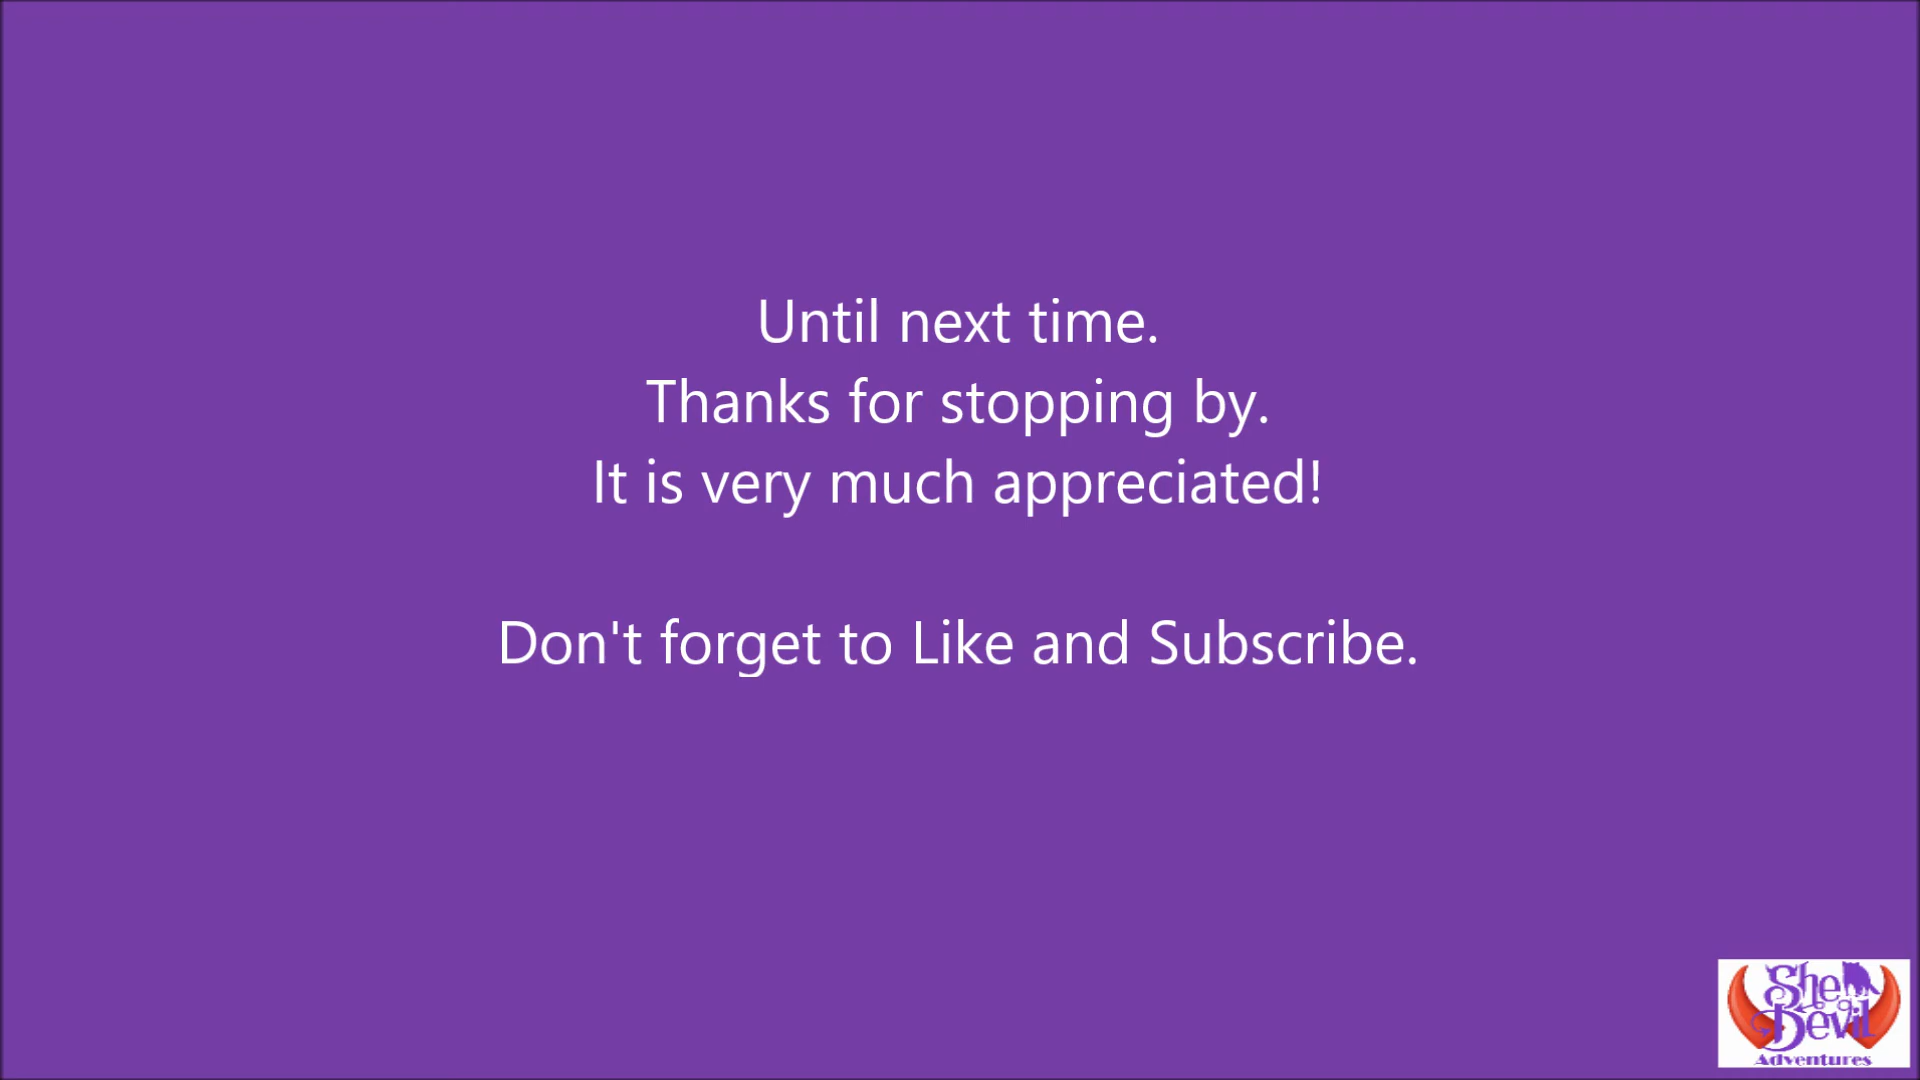 Until next time.
Thanks for stopping by.
It is very much appreciated!
Don't forget to Like and Subscribe.
She
Devil
Adventures